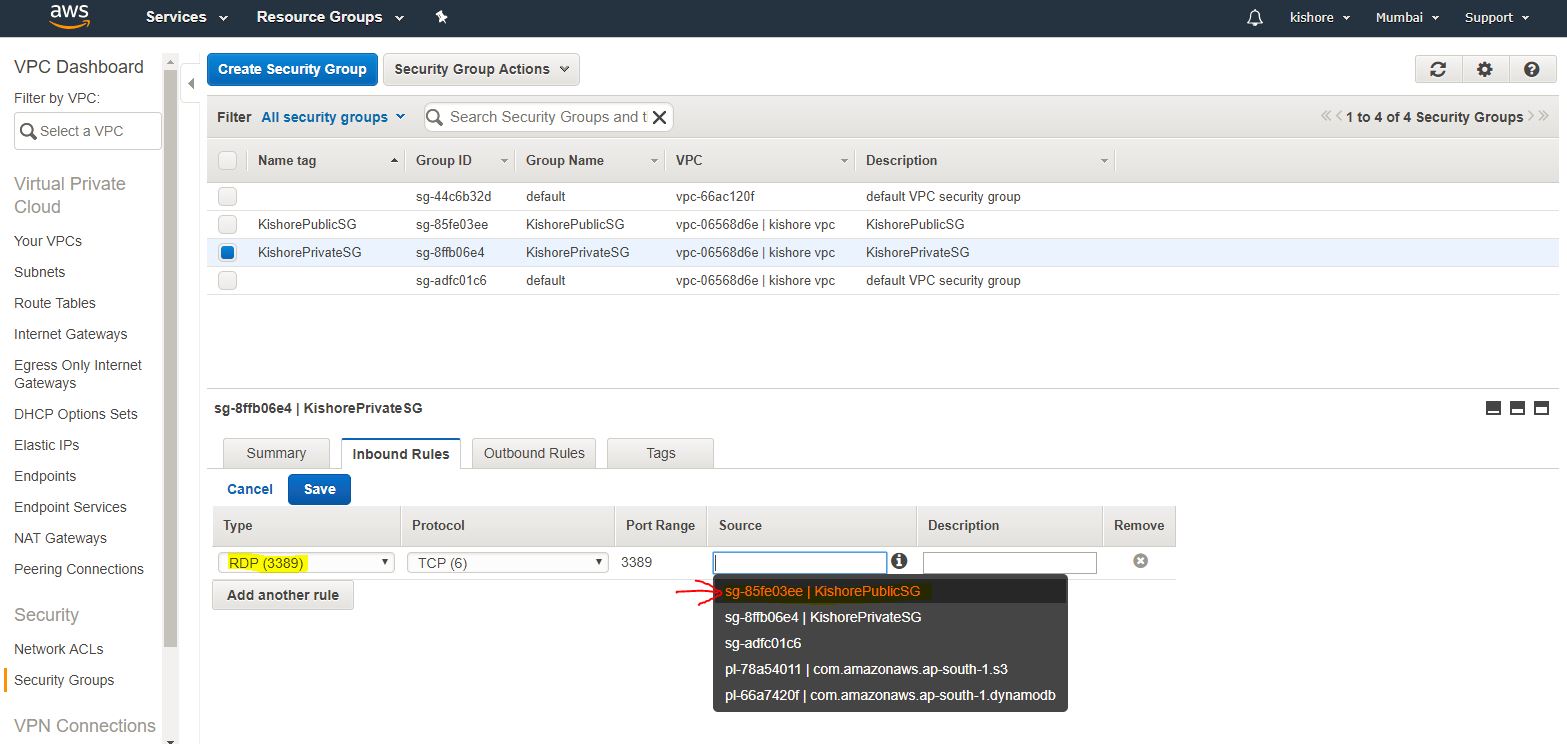 aws Services Resource Groups kishore Mumbai Support
VPC Dashboard
Filter by VPC:
Select a VPC
Virtual Private
Cloud
Your VPCs
Subnets
Route Tables
Internet Gateways
Egress Only Internet
Gateways
DHCP Options Sets
Elastic IPs
Endpoints
Endpoint Services
NAT Gateways
Peering Connections
Security
Network ACLs
Security Groups
VPN Connections
Create Security Group Security Group Actions
Filter All security groups Search Security Groups and t 1 to 4 of 4 Security Groups
Name tag Group ID Group Name VPC Description
sg-44c6b32d default vpc-66ac120f default VPC security group
KishorePublicSG sg-85fe03ee KishorePublicSG vpc-06568d6e | kishore vpc KishorePublicSG
KishorePrivateSG sg-8ffb06e4 KishorePrivateSG vpc-06568d6e | kishore vpc KishorePrivateSG
sg-adfc01c6 default vpc-06568d6e | kishore vpc default VPC security group
sg-8ffb06e4 | KishorePrivateSG
Summary Inbound Rules Outbound Rules Tags
Cancel Save
Type Protocol Port Range Source Description Remove
RDP (3389) TCP (6) 3389
Add another rule
sg-85fe03ee | KishorePublicSG
sg-8ffb06e4 | KishorePrivateSG
sg-adfc01c6
pl-78a54011 | com.amazonaws.ap-south-1.s3
pl-66a7420f | com.amazonaws.ap-south-1.dynamodb